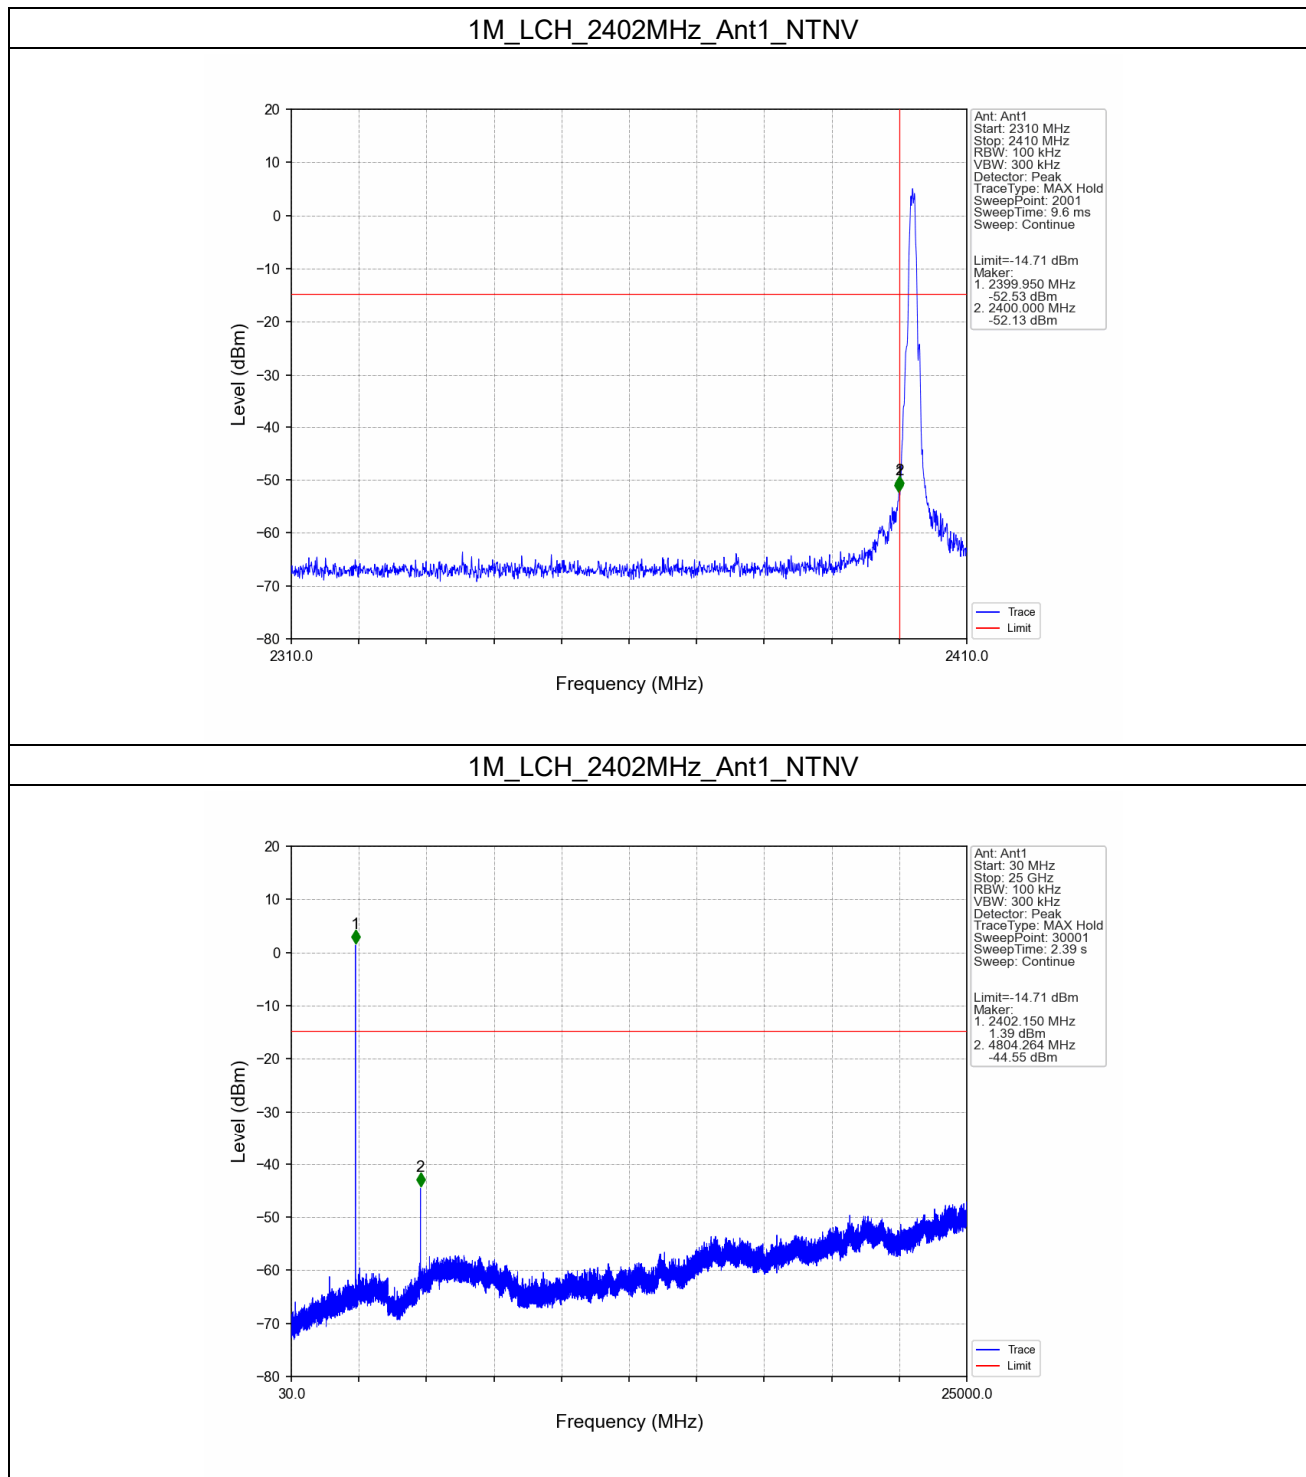 1M_LCH_2402MHz_Ant1_NTNV
20
10
0
−10
−20
−30
−40
−50
−60
−70
−80
Level (dBm)
2310.0
2410.0
Frequency (MHz)
2
Ant: Ant1
Start: 2310 MHz
Stop: 2410 MHz
RBW: 100 kHz
VBW: 300 kHz
Detector: Peak
TraceType: MAX Hold
SweepPoint: 2001
SweepTime: 9.6 ms
Sweep: Continue
Limit=-14.71 dBm
Maker:
1. 2399.950 MHz
-52.53 dBm
2. 2400.000 MHz
-52.13 dBm
Trace
Limit
1M_LCH_2402MHz_Ant1_NTNV
20
10
0
−10
−20
−30
−40
−50
−60
−70
−80
Level (dBm)
30.0
25000.0
Frequency (MHz)
1
2
Ant: Ant1
Start: 30 MHz
Stop: 25 GHz
RBW: 100 kHz
VBW: 300 kHz
Detector: Peak
TraceType: MAX Hold
SweepPoint: 30001
SweepTime: 2.39 s
Sweep: Continue
Limit=-14.71 dBm
Maker:
1. 2402.150 MHz
1.39 dBm
2. 4804.264 MHz
-44.55 dBm
Trace
Limit